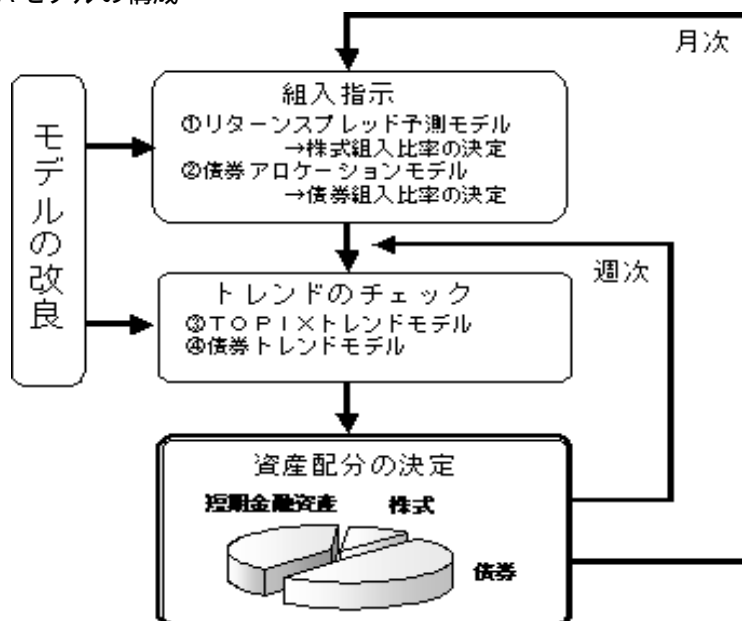 モデルの構成
月次
組入指示
①リターンスプレッド予測モデル
→株式組入比率の決定
②債券アロケーションモデル
→債券組入比率の決定
モデルの改良
週次
トレンドのチェック
③TOPIXトレンドモデル
④債券トレンドモデル
資産配分の決定
短期金融資産
株式
債券